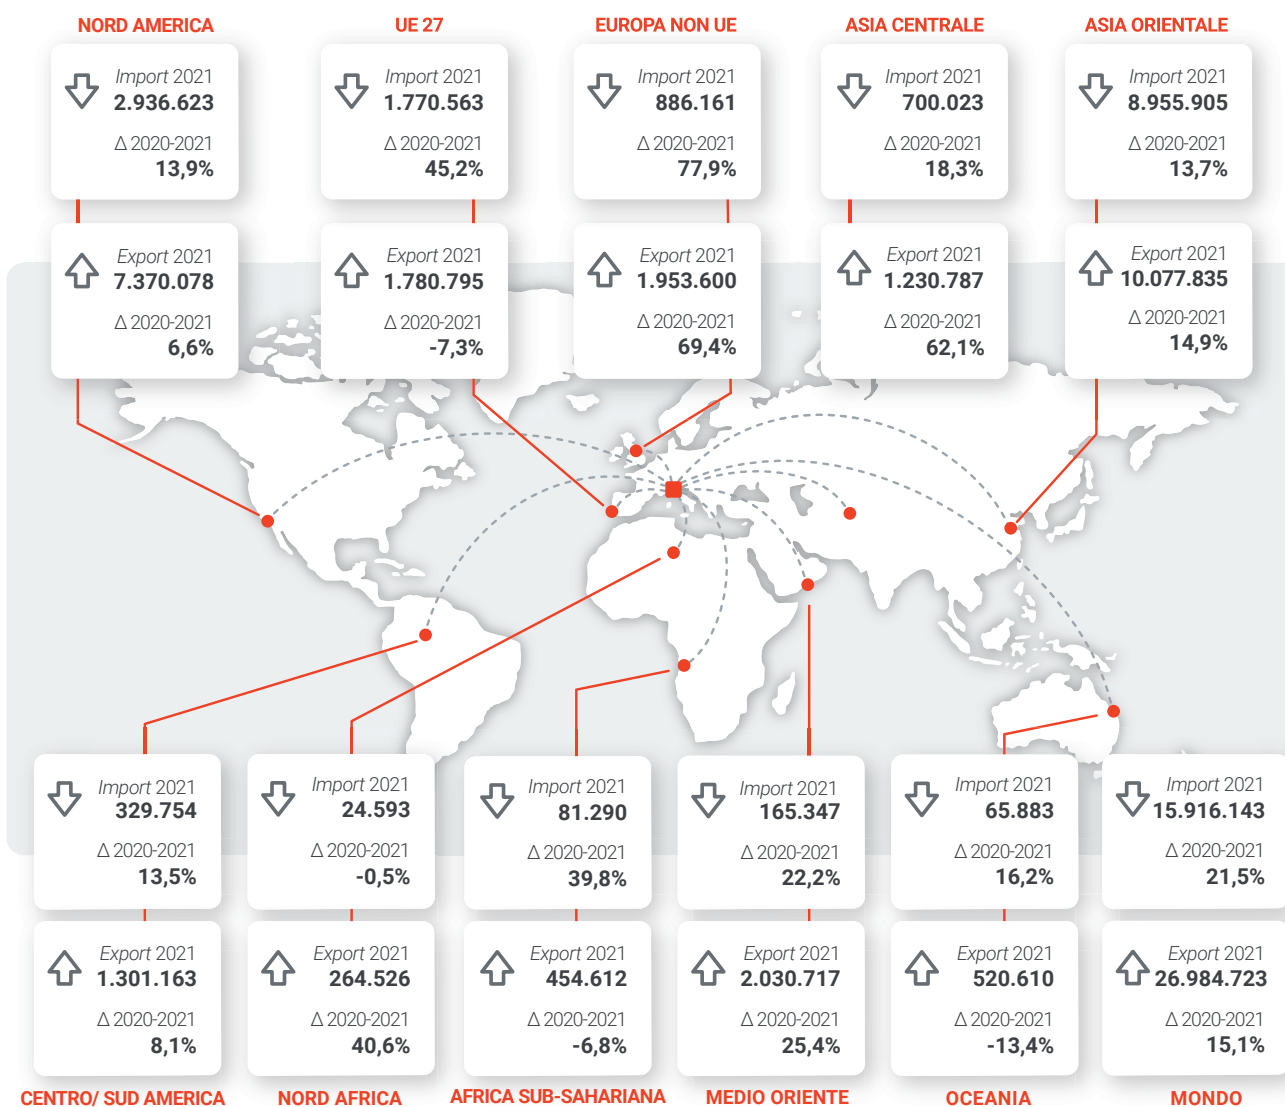 NORD AMERICA
Import 2021
2.936.623
Δ 2020-2021
13,9%
Export 2021
7.370.078
Δ 2020-2021
6,6%
UE 27
Import 2021
1.770.563
Δ 2020-2021
45,2%
Export 2021
1.780.795
Δ 2020-2021
-7,3%
EUROPA NON UE
Import 2021
886.161
Δ 2020-2021
77,9%
Export 2021
1.953.600
Δ 2020-2021
69,4%
ASIA CENTRALE
Import 2021
700.023
Δ 2020-2021
18,3%
Export 2021
1.230.787
Δ 2020-2021
62,1%
ASIA ORIENTALE
Import 2021
8.955.905
Δ 2020-2021
13,7%
Export 2021
10.077.835
Δ 2020-2021
14,9%
Import 2021
329.754
Δ 2020-2021
13,5%
Export 2021
1.301.163
Δ 2020-2021
8,1%
CENTRO/ SUD AMERICA
Import 2021
24.593
Δ 2020-2021
-0,5%
Export 2021
264.526
Δ 2020-2021
40,6%
NORD AFRICA
Import 2021
81.290
Δ 2020-2021
39,8%
Export 2021
454.612
Δ 2020-2021
-6,8%
AFRICA SUB-SAHARIANA
Import 2021
165.347
Δ 2020-2021
22,2%
Export 2021
2.030.717
Δ 2020-2021
25,4%
MEDIO ORIENTE
Import 2021
65.883
Δ 2020-2021
16,2%
Export 2021
520.610
Δ 2020-2021
-13,4%
OCEANIA
Import 2021
15.916.143
Δ 2020-2021
21,5%
Export 2021
26.984.723
Δ 2020-2021
15,1%
MONDO